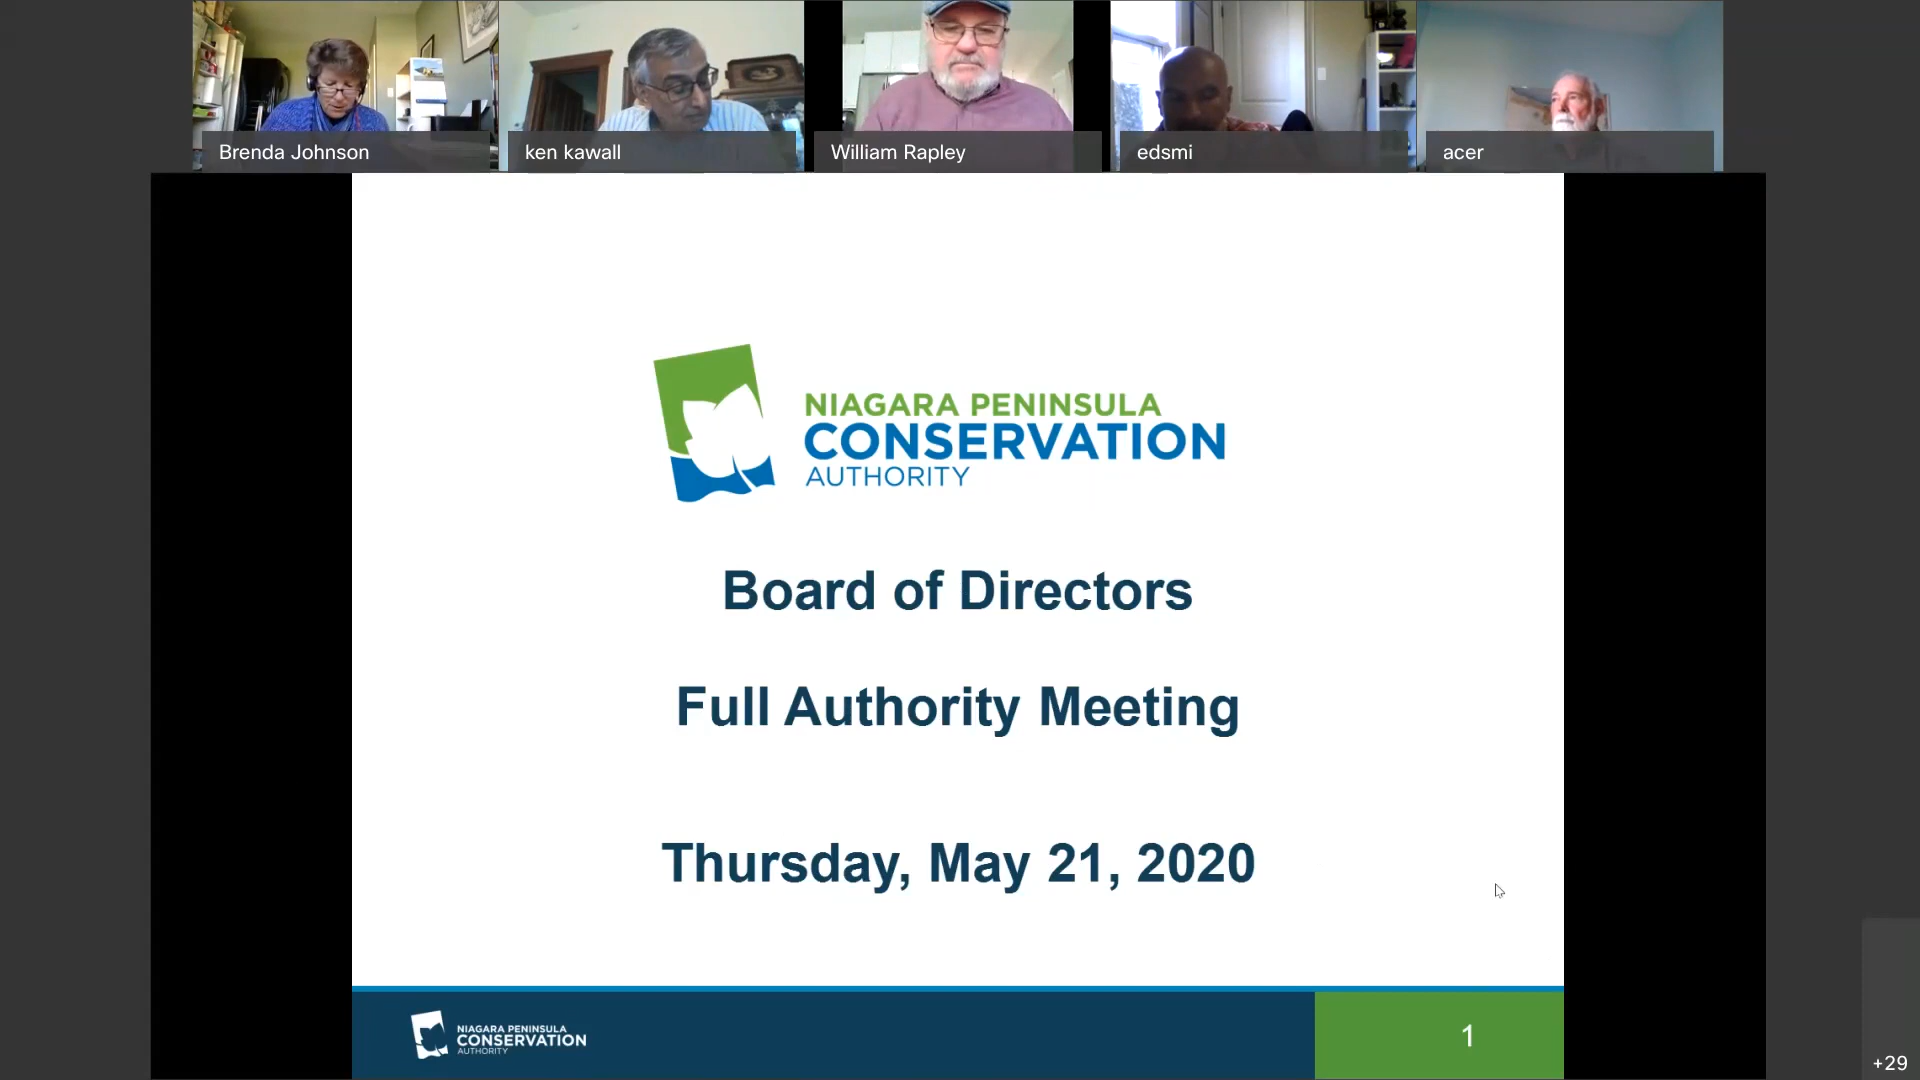 Brenda Johnson
ken kawall
William Rapley
edsmi
acer
NIAGARA PENINSULA
CONSERVATION
AUTHORITY
Board of Directors
Full Authority Meeting
Thursday, May 21, 2020
NIAGARA PENINSULA
CONSERVATION
AUTHORITY
1
+29